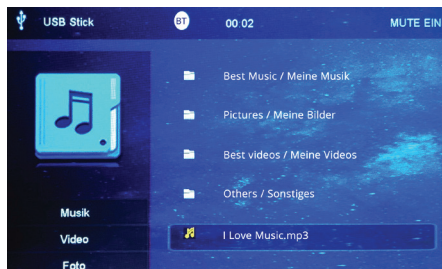 USB Stick
BT
00:02
MUTE EIN
Best Music / Meine Musik
Pictures / Meine Bilder
Best videos / Meine Videos
Others / Sonstiges
I Love Music.mp3
Musik
Video
Foto